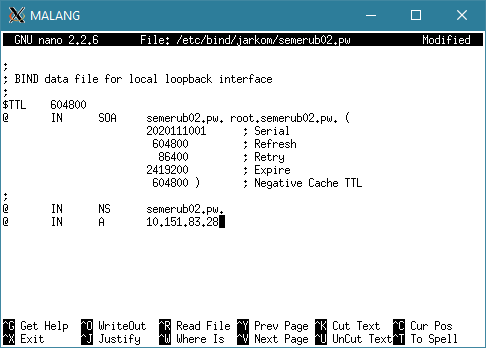 MALANG
GNU nano 2.2.6 File: /etc/bind/jarkom/semerub02.pw Modified
;
; BIND data file for local loopback interface
;
$TTL 604800
@ IN SOA semerub02.pw. root.semerub02.pw. (
2020111001 ; Serial
604800 ; Refresh
86400 ; Retry
2419200 ; Expire
604800 ) ; Negative Cache TTL
;
@ IN NS semerub02.pw.
@ IN A 10.151.83.28
^G Get Help ^O WriteOut ^R Read File ^Y Prev Page ^K Cut Text ^C Cur Pos
^X Exit ^J Justify ^W Where Is ^V Next Page ^U UnCut Text ^T To Spell